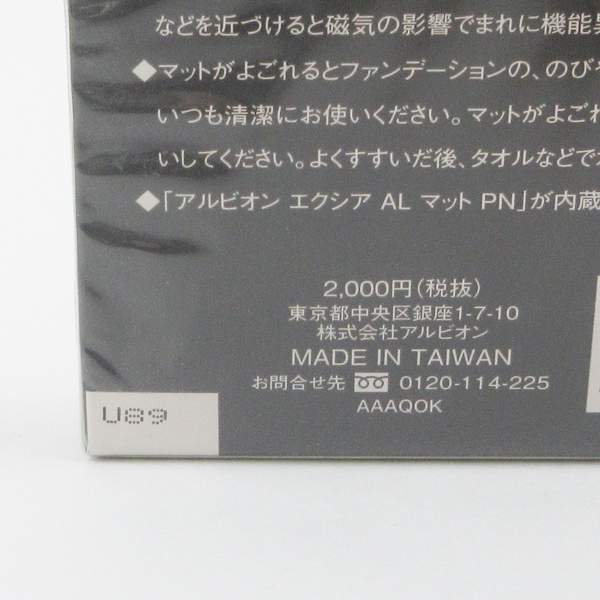 などを近づけると磁気の影響でまれに機能
◆マットがよごれるとファンデーションの、のび
いつも清潔にお使いください。マットがよごれ
いしてください。よくすすいだ後、タオルなどで
◆「アルビオン エクシア AL マット PN」が内蔵
2,000円(税抜)
東京都中央区銀座1-7-10
株式会社アルビオン
MADE IN TAIWAN
お問合せ先 0120-114-225
AAAQOK
U89